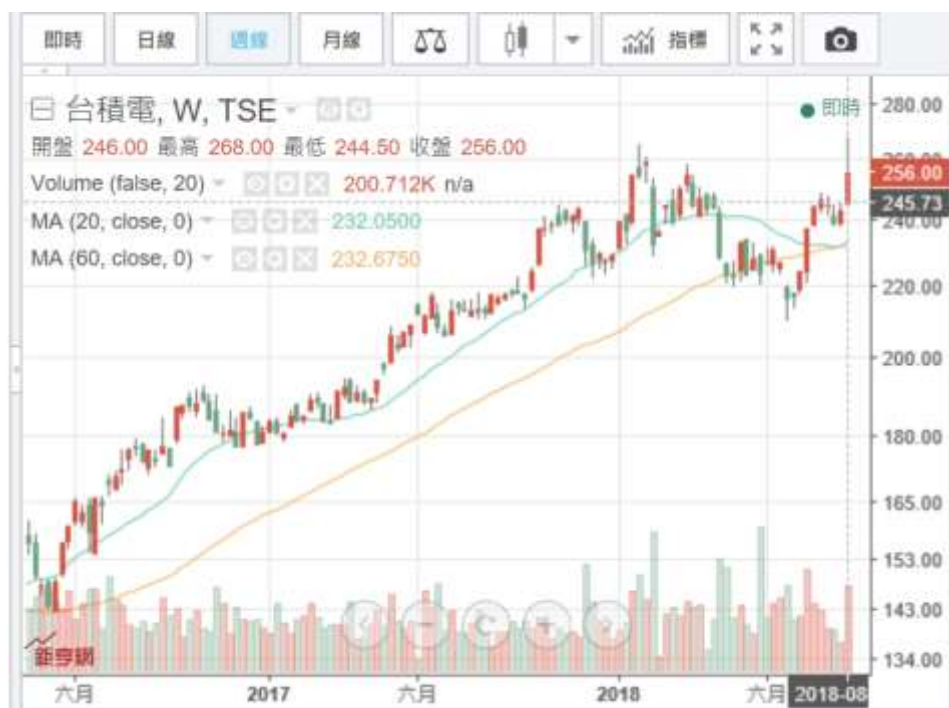 即時 日線 週線 月線 指標
台積電, W, TSE
即時
開盤 246.00 最高 268.00 最低 244.50 收盤 256.00
Volume (false, 20) 200.712K n/a
MA (20, close, 0) 232.0500
MA (60, close, 0) 232.6750
280.00
260.00
256.00
245.73
240.00
220.00
200.00
180.00
165.00
153.00
143.00
134.00
鉅亨網
六月 2017 六月 2018 六月 2018-08